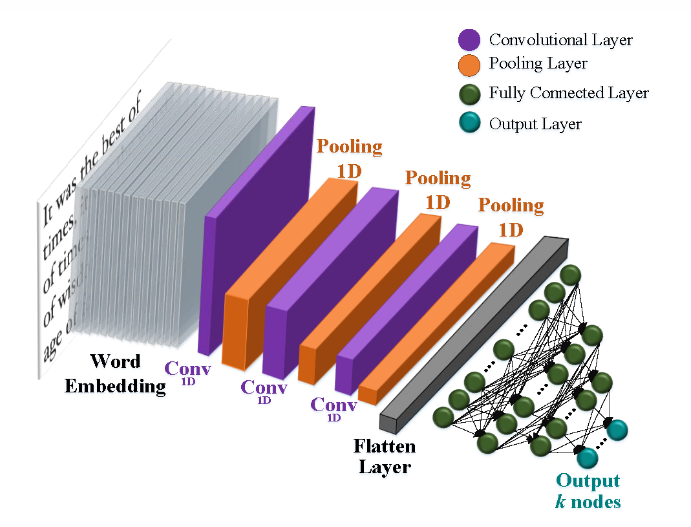 Convolutional Layer
Pooling Layer
Fully Connected Layer
Output Layer
It was the best of
times,
of time
of wis
age of
Pooling
1D
Pooling
1D
Pooling
1D
Word
Embedding
Conv
1D
Conv
1D
Conv
1D
Flatten
Layer
Output
k nodes